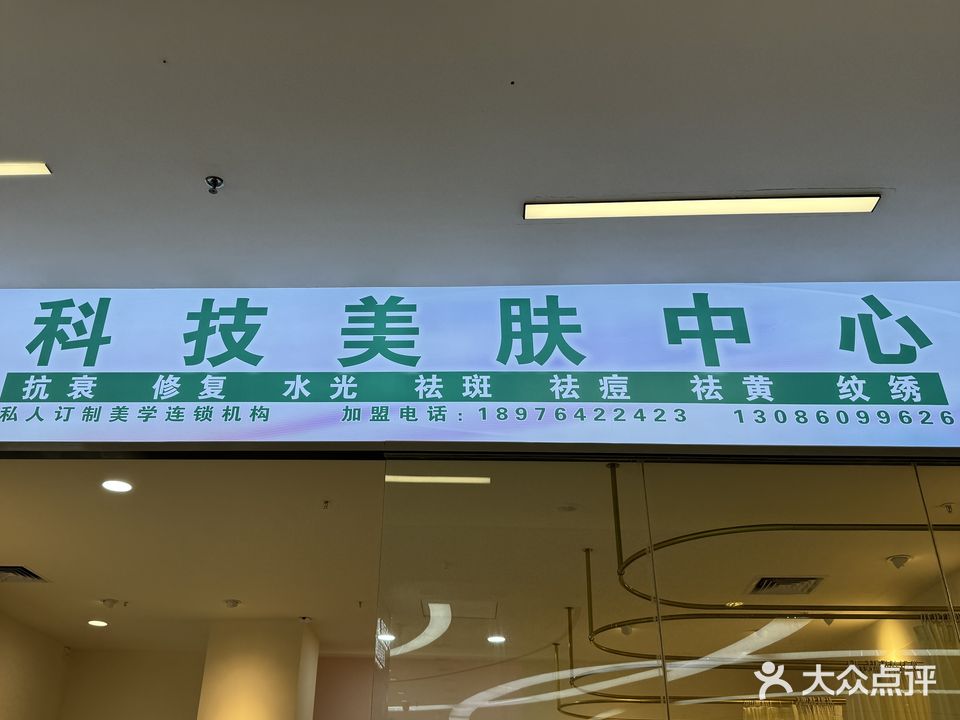 科技美肤中心
抗衰 修复 水光 祛斑 祛痘 祛黄 纹绣
私人订制美学连锁机构 加盟电话：18976422423 13086099626
大众点评